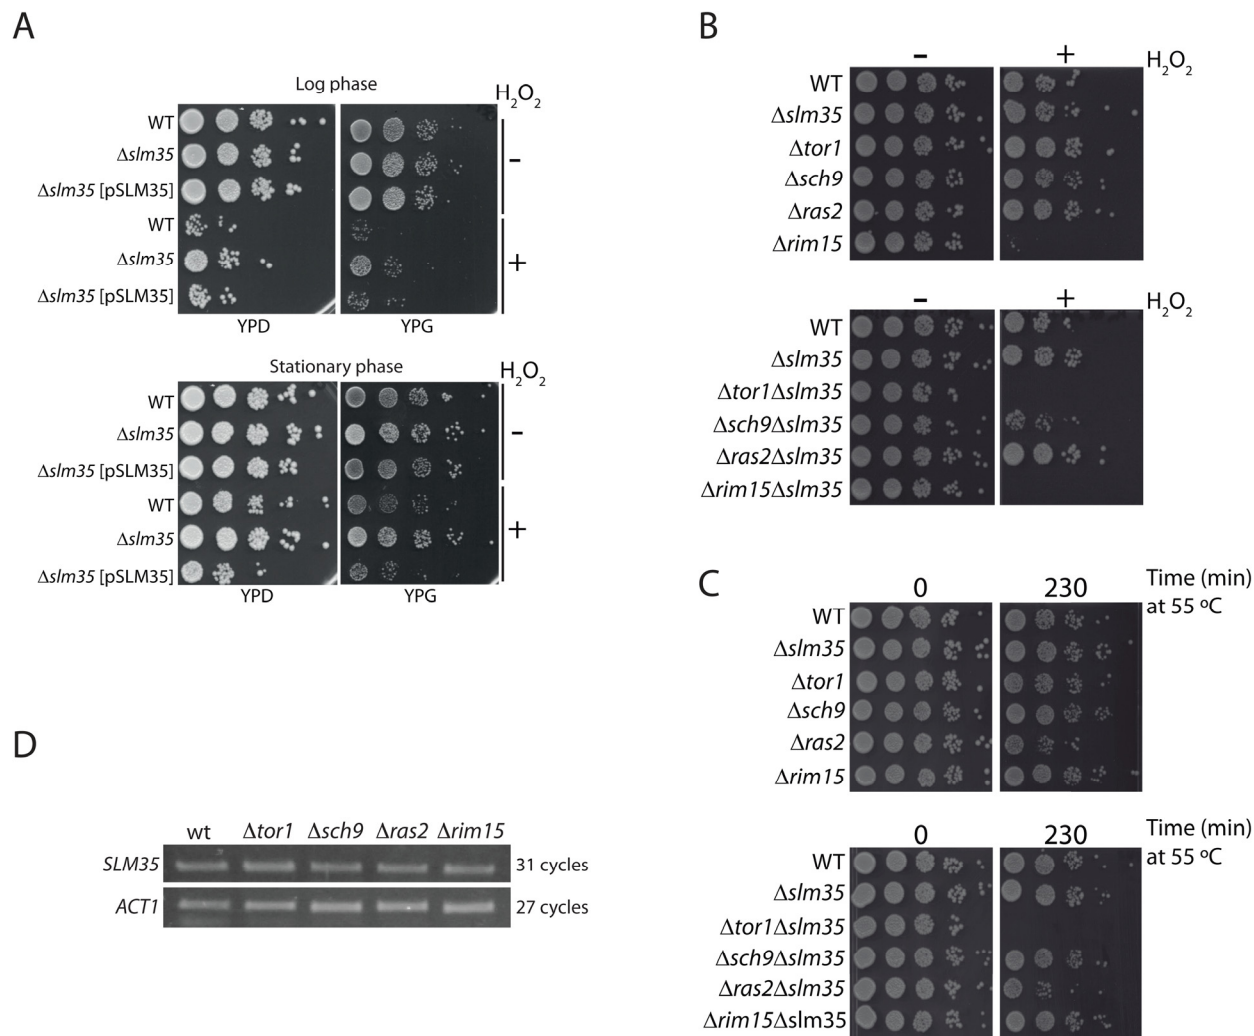 A
Log phase
H2O2
WT
Δslm35
Δslm35 [pSLM35]
-
WT
Δslm35
Δslm35 [pSLM35]
+
YPD YPG
Stationary phase
H2O2
WT
Δslm35
Δslm35 [pSLM35]
-
WT
Δslm35
Δslm35 [pSLM35]
+
YPD YPG
B
- + H2O2
WT
Δslm35
Δtor1
Δsch9
Δras2
Δrim15
- + H2O2
WT
Δslm35
Δtor1Δslm35
Δsch9Δslm35
Δras2Δslm35
Δrim15Δslm35
C
0 230 Time (min)
at 55 ºC
WT
Δslm35
Δtor1
Δsch9
Δras2
Δrim15
0 230 Time (min)
at 55 ºC
WT
Δslm35
Δtor1Δslm35
Δsch9Δslm35
Δras2Δslm35
Δrim15Δslm35
D
wt Δtor1 Δsch9 Δras2 Δrim15
SLM35 31 cycles
ACT1 27 cycles